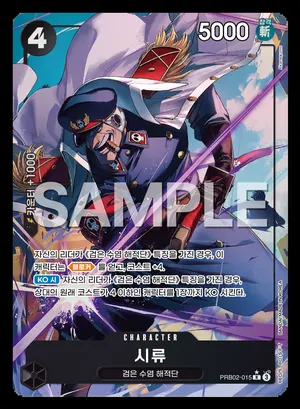 4
5000
참격
斬
카운터 +1000
SAMPLE
자신의 리더가 《검은 수염 해적단》 특징을 가진 경우, 이
캐릭터는 블로커 를 얻고, 코스트 +4.
KO 시 자신의 리더가 《검은 수염 해적단》 특징을 가진 경우,
상대의 원래 코스트가 4 이하인 캐릭터를 1장까지 KO 시킨다.
CHARACTER
시류
검은 수염 해적단
PRB02-015 R
3